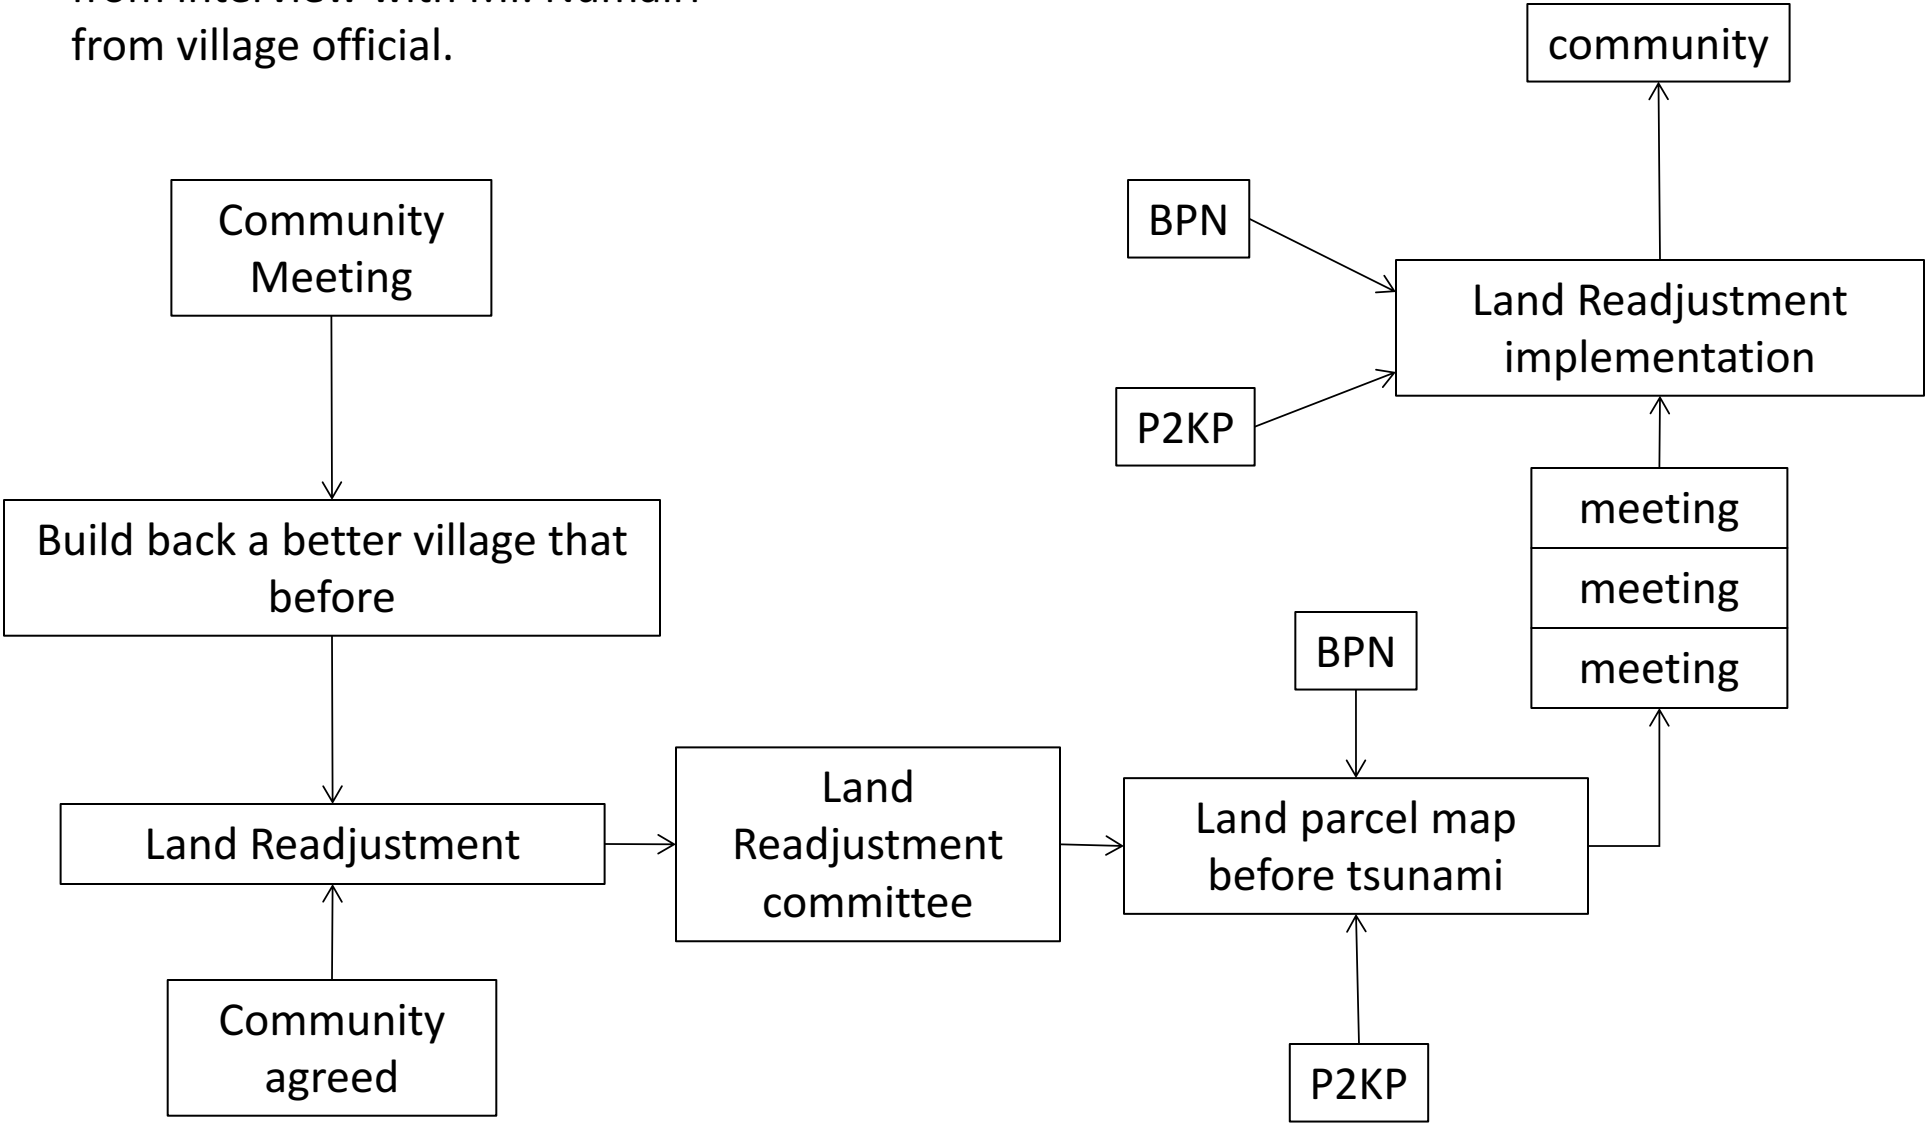 from village official.
community
Community
Meeting
BPN
Land Readjustment
implementation
P2KP
meeting
meeting
meeting
Build back a better village that
before
BPN
Land Readjustment
Land
Readjustment
committee
Land parcel map
before tsunami
Community
agreed
P2KP